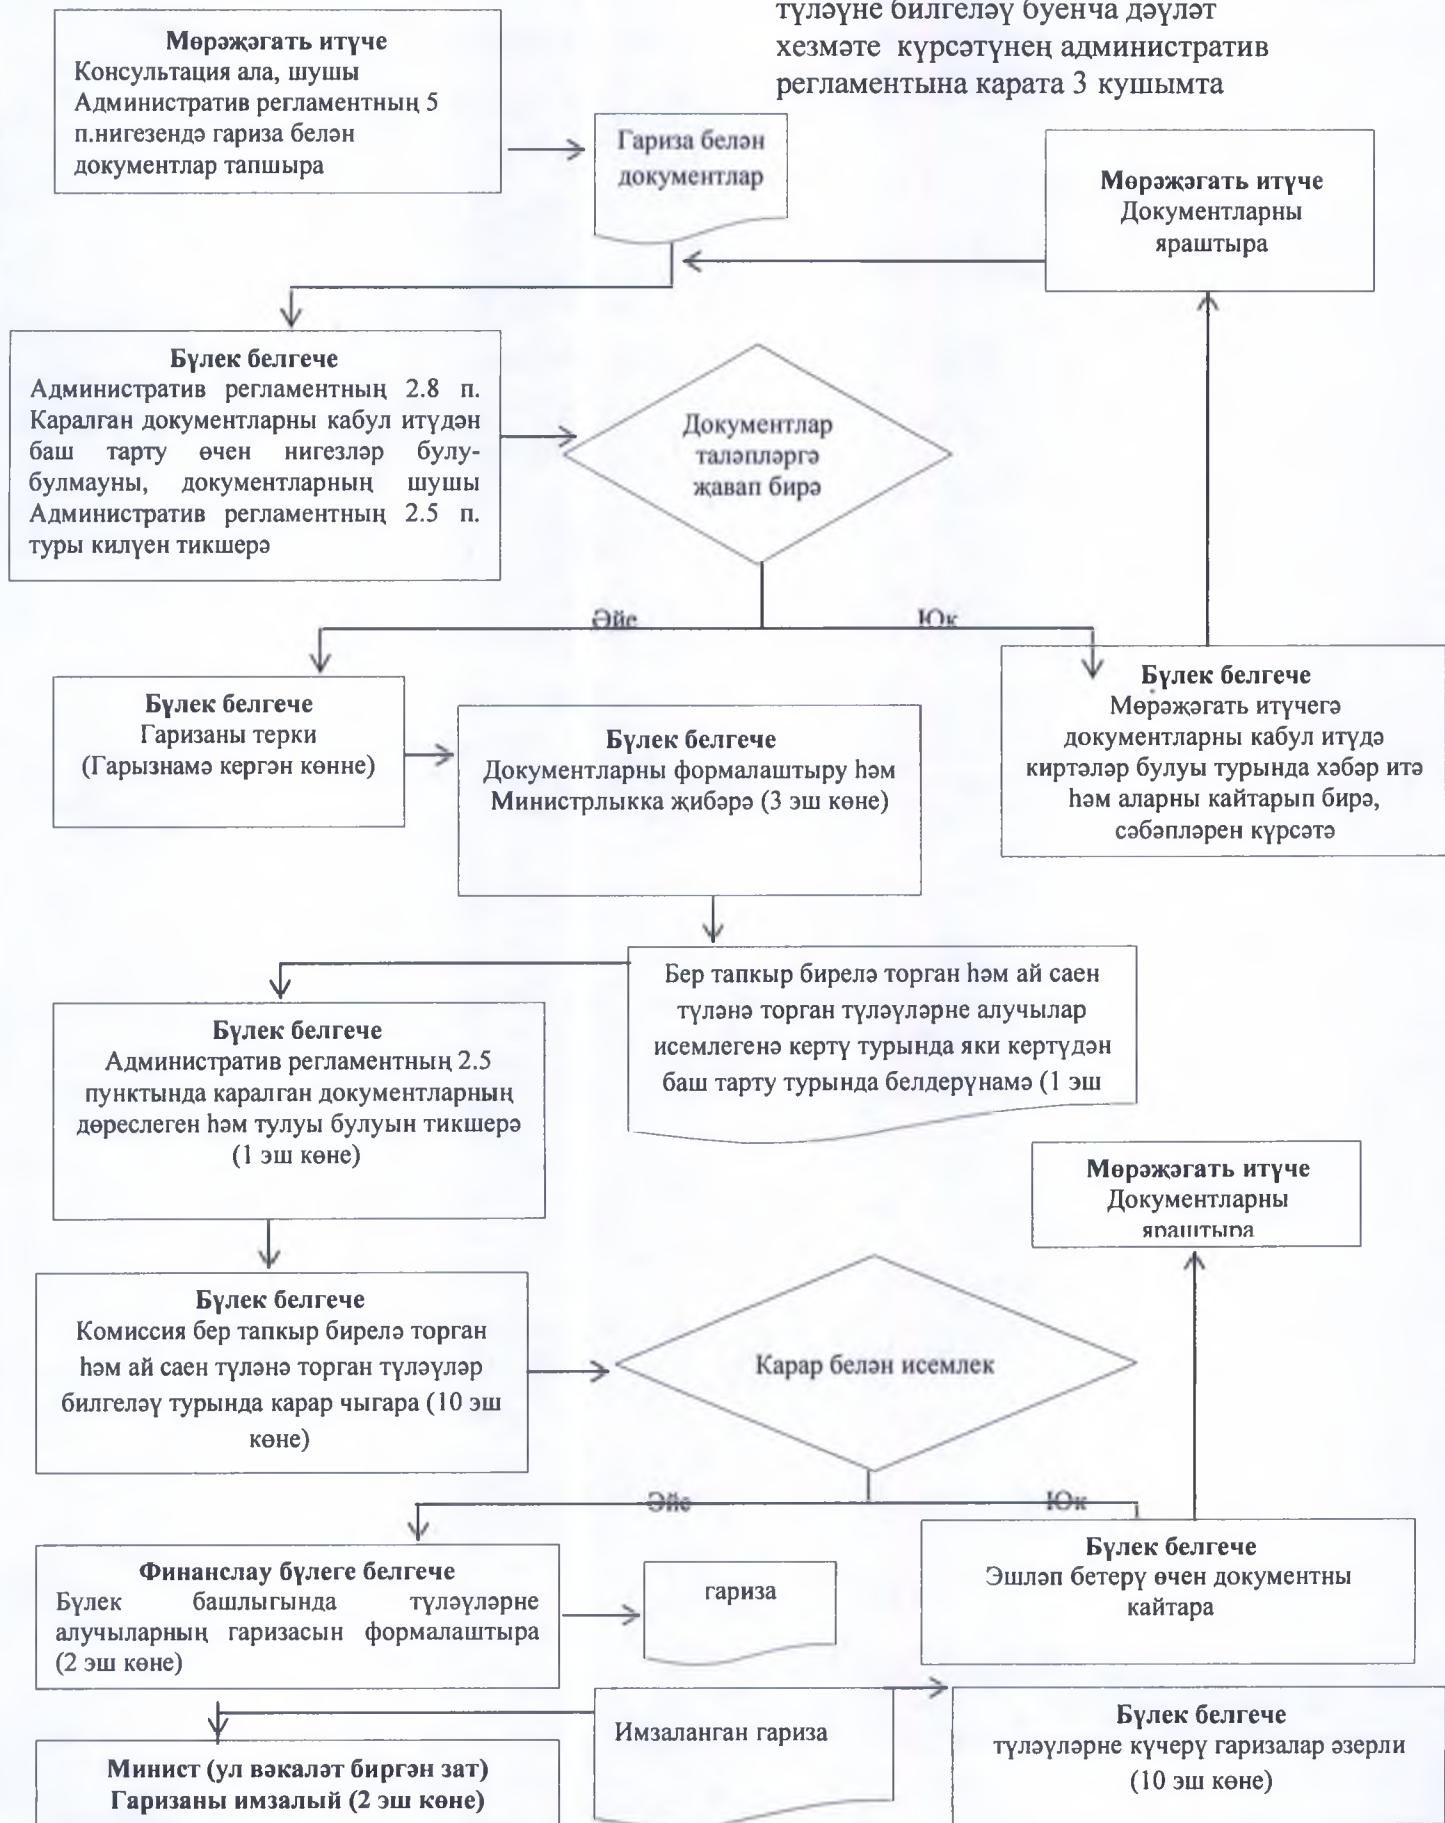 түләүне билгеләү буенча дәүләт
хезмәте күрсәтүнең административ
регламентына карата 3 кушымта
Мөрәҗәгать итүче
Консультация ала, шушы
Административ регламентның 5
п.нигезендә гариза белән
документлар тапшыра
Гариза белән
документлар
Мөрәҗәгать итүче
Документларны
яраштыра
Бүлек белгече
Административ регламентның 2.8 п.
Каралган документларны кабул итүдән
баш тарту өчен нигезләр булу-
булмауны, документларның шушы
Административ регламентның 2.5 п.
туры килүен тикшерә
Документлар
таләпләргә
җавап бирә
Әйе
Юк
Бүлек белгече
Гаризаны терки
(Гарызнамә кергән көнне)
Бүлек белгече
Документларны формалаштыру һәм
Министрлыкка җибәрә (3 эш көне)
Бүлек белгече
Мөрәҗәгать итүчегә
документларны кабул итүдә
киртәләр булуы турында хәбәр итә
һәм аларны кайтарып бирә,
сәбәпләрен күрсәтә
Бер тапкыр бирелә торган һәм ай саен
түләнә торган түләүләрне алучылар
исемлегенә кертү турында яки кертүдән
баш тарту турында белдерүнамә (1 эш
Бүлек белгече
Административ регламентның 2.5
пунктында каралган документларның
дөреслеген һәм тулуы булуын тикшерә
(1 эш көне)
Мөрәҗәгать итүче
Документларны
яраштыра
Бүлек белгече
Комиссия бер тапкыр бирелә торган
һәм ай саен түләнә торган түләүләр
билгеләү турында карар чыгара (10 эш
көне)
Карар белән исемлек
Әйе
Юк
Финанслау бүлеге белгече
Бүлек башлыгында түләүләрне
алучыларның гаризасын формалаштыра
(2 эш көне)
гариза
Бүлек белгече
Эшләп бетерү өчен документны
кайтара
Минист (ул вәкаләт биргән зат)
Гаризаны имзалый (2 эш көне)
Имзаланган гариза
Бүлек белгече
түләүләрне күчерү гаризалар әзерли
(10 эш көне)